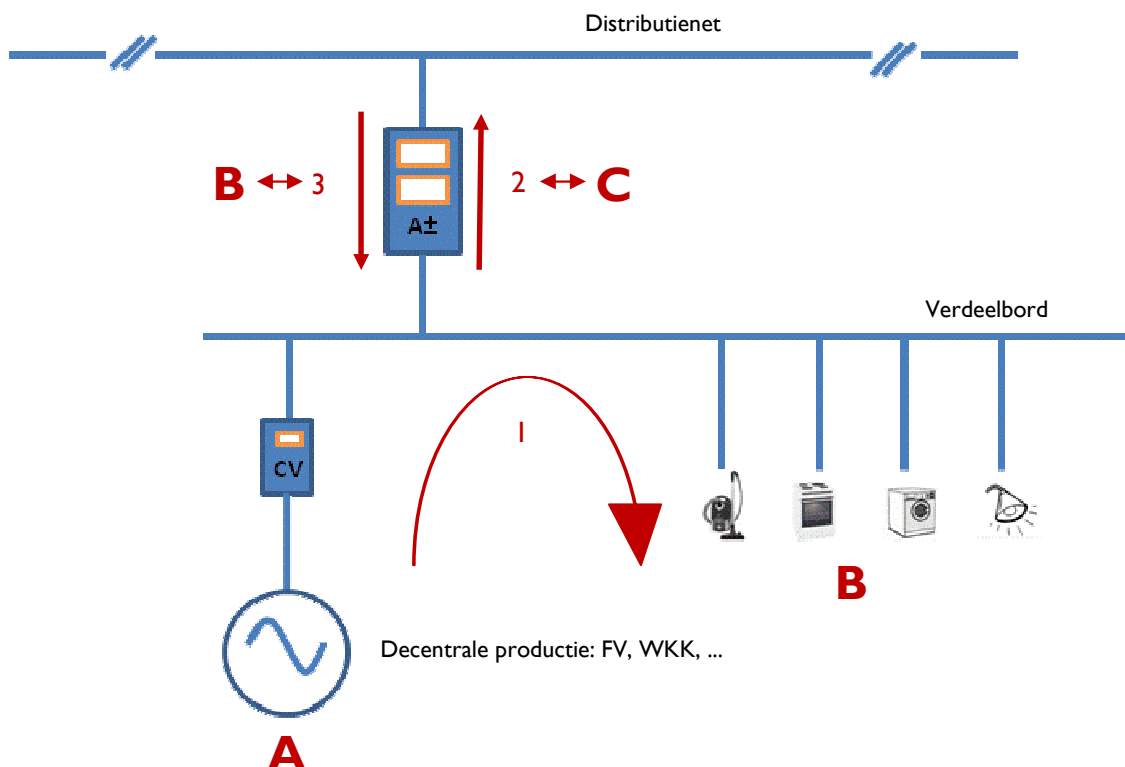 Distributienet
B ↔ 3
2 ↔ C
A±
Verdeelbord
1
CV
B
Decentrale productie: FV, WKK, ...
A